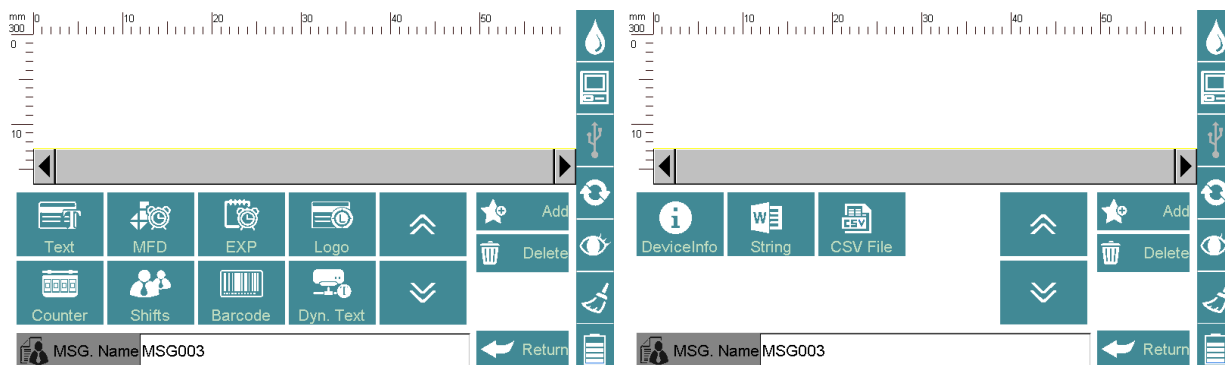 mm 0 10 20 30 40 50
300
0
10
Text MFD EXP Logo Add
Delete
Counter Shifts Barcode Dyn. Text
MSG. Name MSG003 Return
mm 0 10 20 30 40 50
300
0
10
i W CSV
DeviceInfo String CSV File Add
Delete
MSG. Name MSG003 Return